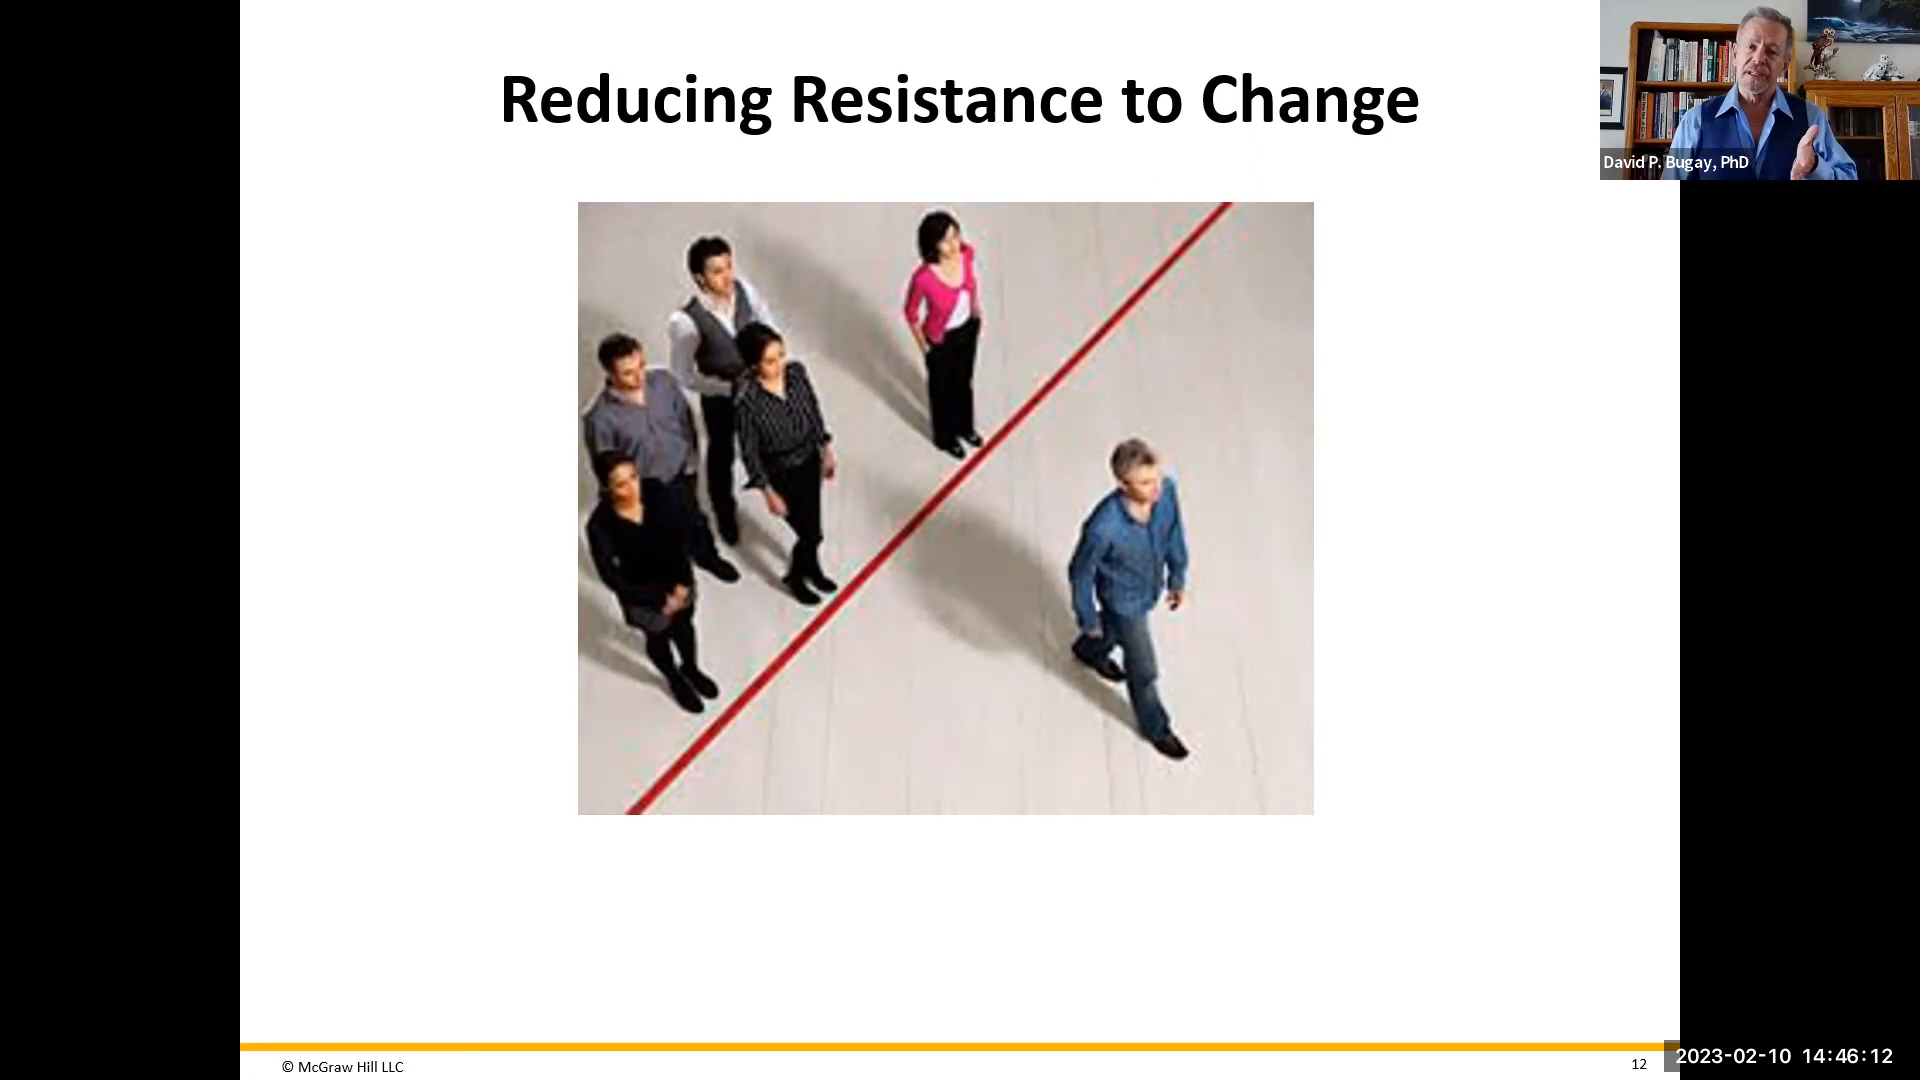 Reducing Resistance to Change
David P. Bugay, PhD
© McGraw Hill LLC
12
2023-02-10 14:46:12